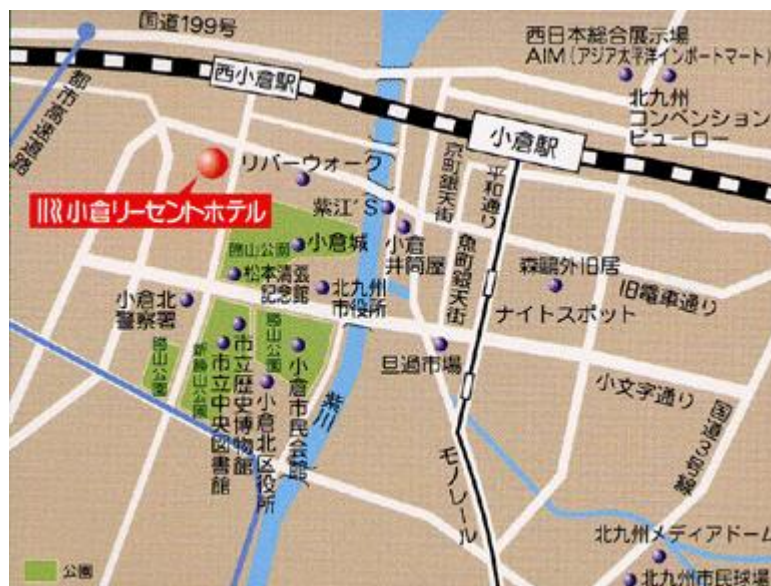 国道199号
西日本総合展示場
AIM(アジア太平洋インポートマート)
西小倉駅
都市高速道路
北九州
コンベンション
ビューロー
小倉駅
リバーウォーク
小倉リーセントホテル
京町銀天街
平和通り
紫江'S
勝山公園
小倉城
小倉
井筒屋
魚町銀天街
森鷗外旧居
旧電車通り
松本清張
記念館
北九州
市役所
小倉北
警察署
ナイトスポット
旦過市場
小文字通り
勝山公園
新勝山公園
勝山公園
市立中央図書館
市立歴史博物館
小倉北区役所
小倉市民会館
紫川
国道3号線
モノレール
北九州メディアドーム
北九州市民球場
公園